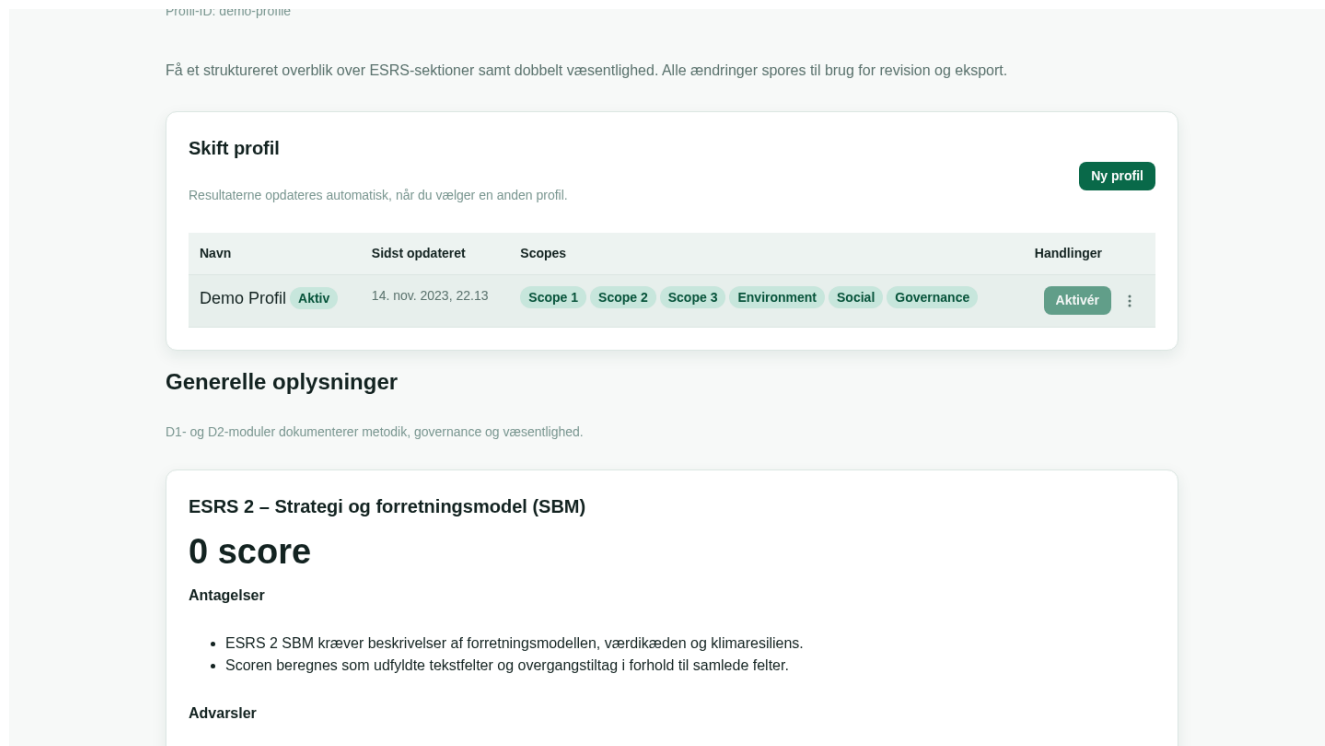 Profil-ID: demo-profile
Få et struktureret overblik over ESRS-sektioner samt dobbelt væsentlighed. Alle ændringer spores til brug for revision og eksport.
Skift profil
Ny profil
Resultaterne opdateres automatisk, når du vælger en anden profil.
Navn Sidst opdateret Scopes Handlinger
Demo Profil Aktiv 14. nov. 2023, 22.13 Scope 1 Scope 2 Scope 3 Environment Social Governance Aktivér
Generelle oplysninger
D1- og D2-moduler dokumenterer metodik, governance og væsentlighed.
ESRS 2 – Strategi og forretningsmodel (SBM)
0 score
Antagelser
• ESRS 2 SBM kræver beskrivelser af forretningsmodellen, værdikæden og klimaresiliens.
• Scoren beregnes som udfyldte tekstfelter og overgangstiltag i forhold til samlede felter.
Advarsler